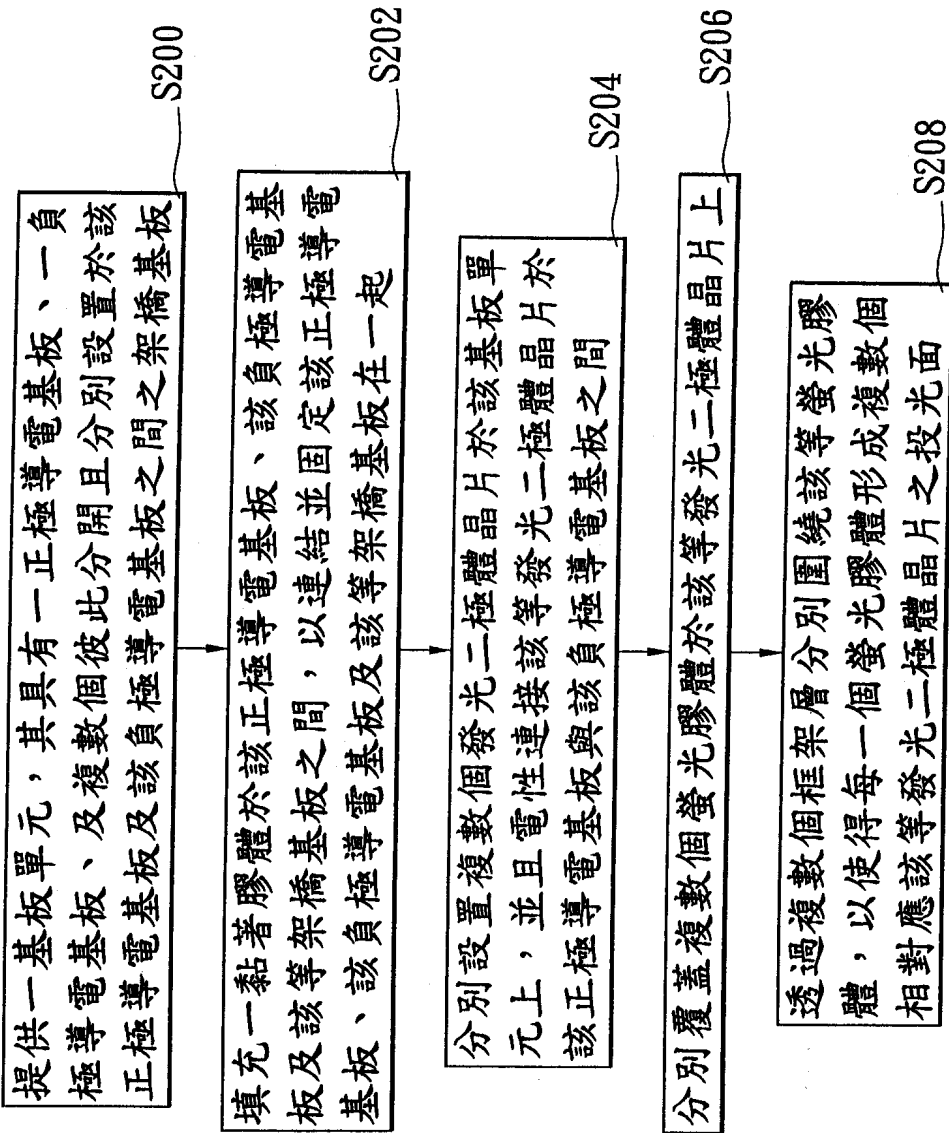 提供一基板單元，其具有一正極導電基板、一負
極導電基板、及複數個彼此分開且分別設置於該
正極導電基板及該負極導電基板之間之架橋基板
S200
填充一黏著膠體於該正極導電基板、該負極導電基
板及該等架橋基板之間，以連結並固定該正極導電
基板、該負極導電基板及該等架橋基板在一起
S202
分別設置複數個發光二極體晶片於該基板單
元上，並且電性連接該等發光二極體晶片於
該正極導電基板與該負極導電基板之間
S204
分別覆蓋複數個螢光膠體於該等發光二極體晶片上
S206
透過複數個框架層分別圍繞該等螢光膠
體，以使得每一個螢光膠體形成複數個
相對應該等發光二極體晶片之投光面
S208